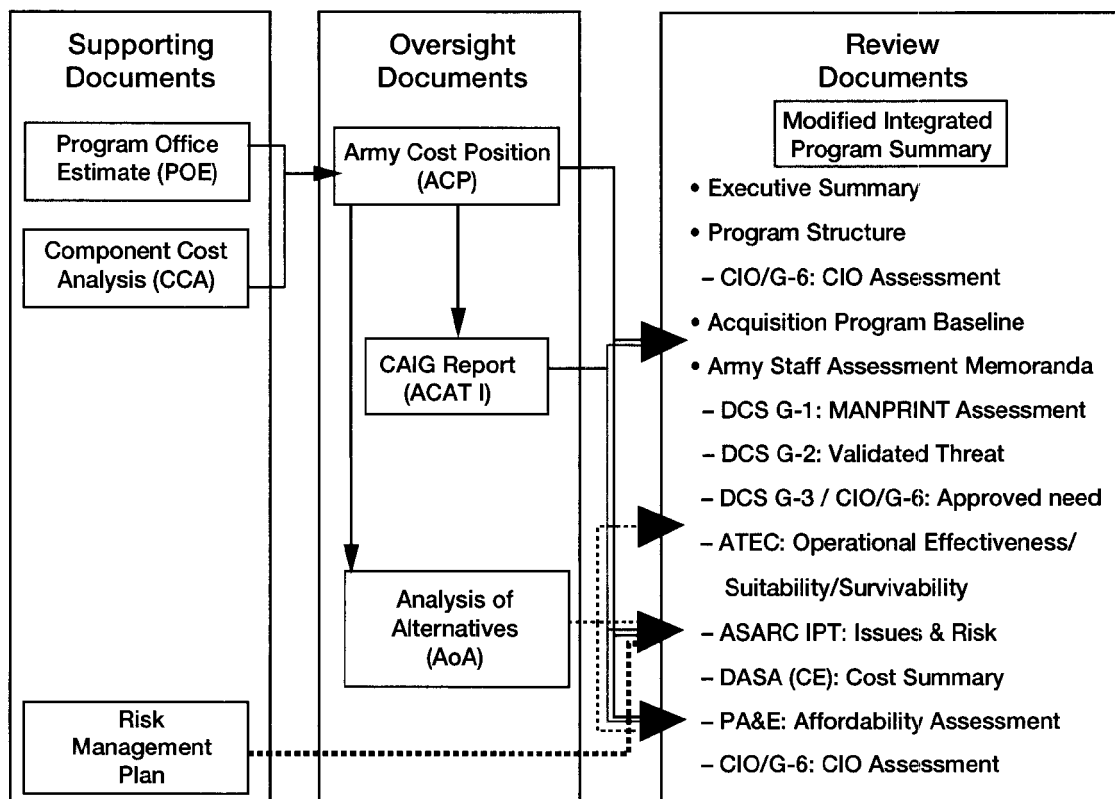 Supporting
Documents
Program Office
Estimate (POE)
Component Cost
Analysis (CCA)
Risk
Management
Plan
Oversight
Documents
Army Cost Position
(ACP)
CAIG Report
(ACAT I)
Analysis of
Alternatives
(AoA)
Review
Documents
Modified Integrated
Program Summary
• Executive Summary
• Program Structure
– CIO/G-6: CIO Assessment
• Acquisition Program Baseline
• Army Staff Assessment Memoranda
– DCS G-1: MANPRINT Assessment
– DCS G-2: Validated Threat
– DCS G-3 / CIO/G-6: Approved need
– ATEC: Operational Effectiveness/
Suitability/Survivability
– ASARC IPT: Issues & Risk
– DASA (CE): Cost Summary
– PA&E: Affordability Assessment
– CIO/G-6: CIO Assessment